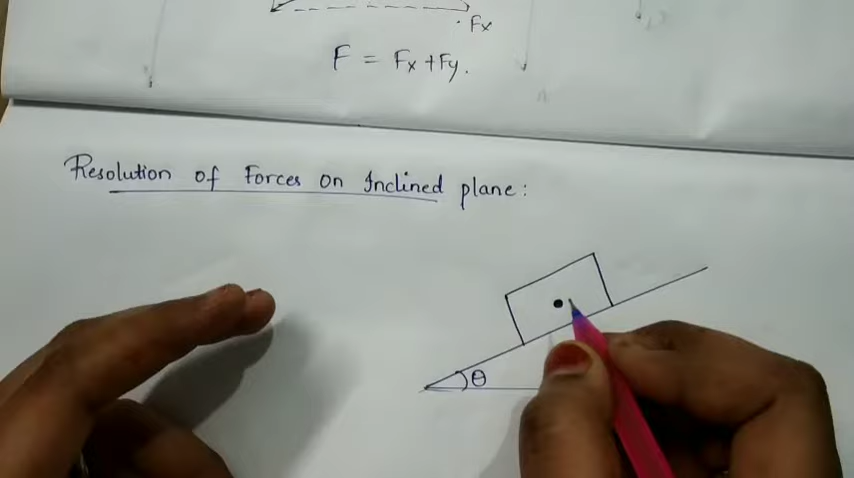 Fx
F = Fx + Fy.
Resolution of Forces on Inclined plane :
θ